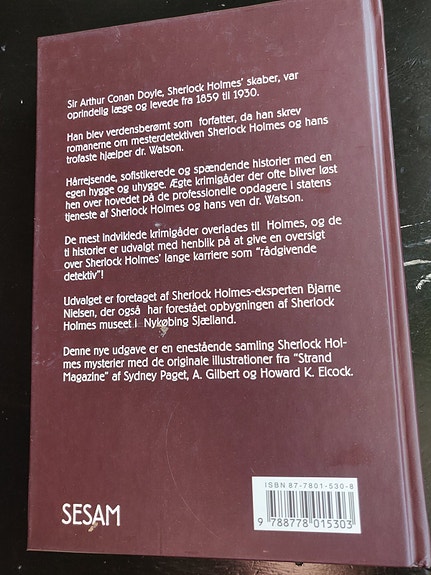 Sir Arthur Conan Doyle, Sherlock Holmes' skaber, var
oprindelig læge og levede fra 1859 til 1930.
Han blev verdensberømt som forfatter, da han skrev
romanerne om mesterdetektiven Sherlock Holmes og hans
trofaste hjælper dr. Watson.
Hårrejsende, sofistikerede og spændende historier med en
egen hygge og uhygge. Ægte krimigåder der ofte bliver løst
hen over hovedet på de professionelle opdagere i statens
tjeneste af Sherlock Holmes og hans ven dr. Watson.
De mest indviklede krimigåder overlades til Holmes, og de
ti historier er udvalgt med henblik på at give en oversigt
over Sherlock Holmes' lange karriere som "rådgivende
detektiv"!
Udvalget er foretaget af Sherlock Holmes-eksperten Bjarne
Nielsen, der også har forestået opbygningen af Sherlock
Holmes museet i Nykøbing Sjælland.
Denne nye udgave er en enestående samling Sherlock Hol-
mes mysterier med de originale illustrationer fra "Strand
Magazine" af Sydney Paget, A. Gilbert og Howard K. Elcock.
ISBN 87-7801-530-8
9 788778 015303
SESAM